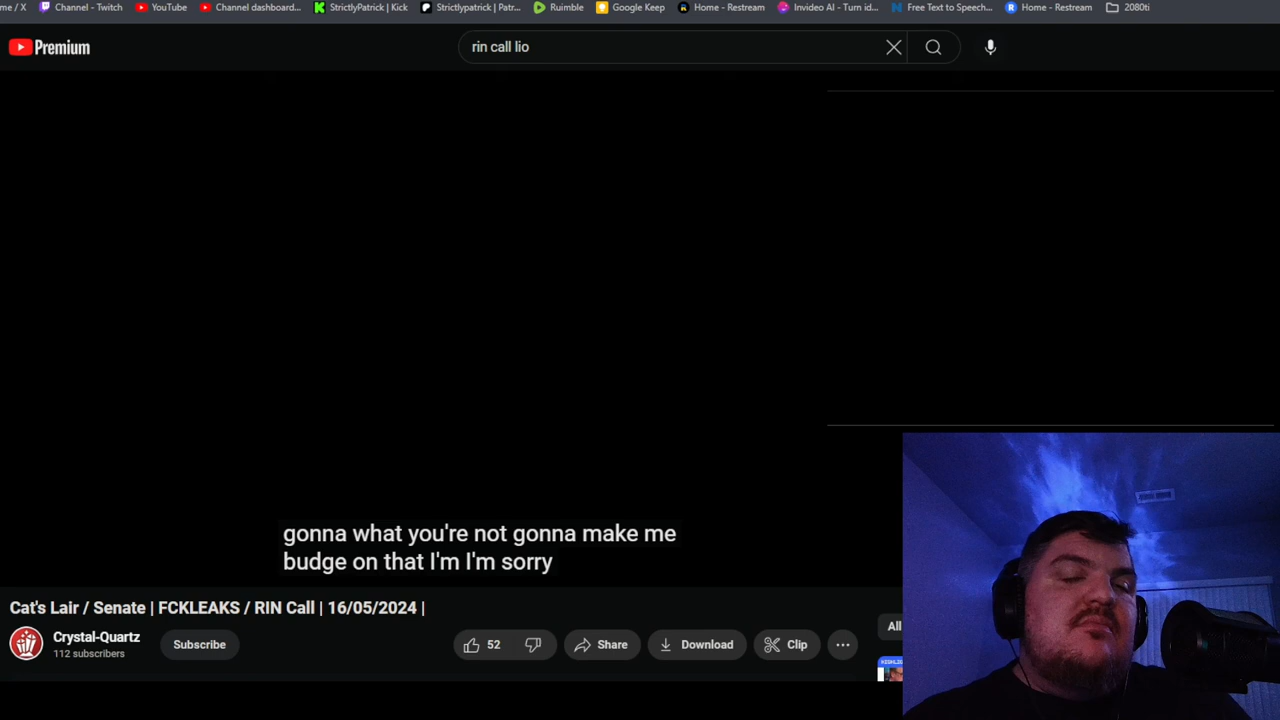 me / X
Channel - Twitch
YouTube
Channel dashboard...
StrictlyPatrick | Kick
Strictlypatrick | Patr...
Rumble
Google Keep
Home - Restream
Invideo AI - Turn id...
Free Text to Speech...
Home - Restream
2080ti
Premium
rin call lio
gonna what you're not gonna make me
budge on that I'm I'm sorry
Cat's Lair / Senate | FCKLEAKS / RIN Call | 16/05/2024 |
Crystal-Quartz
112 subscribers
Subscribe
52
Share
Download
Clip
All